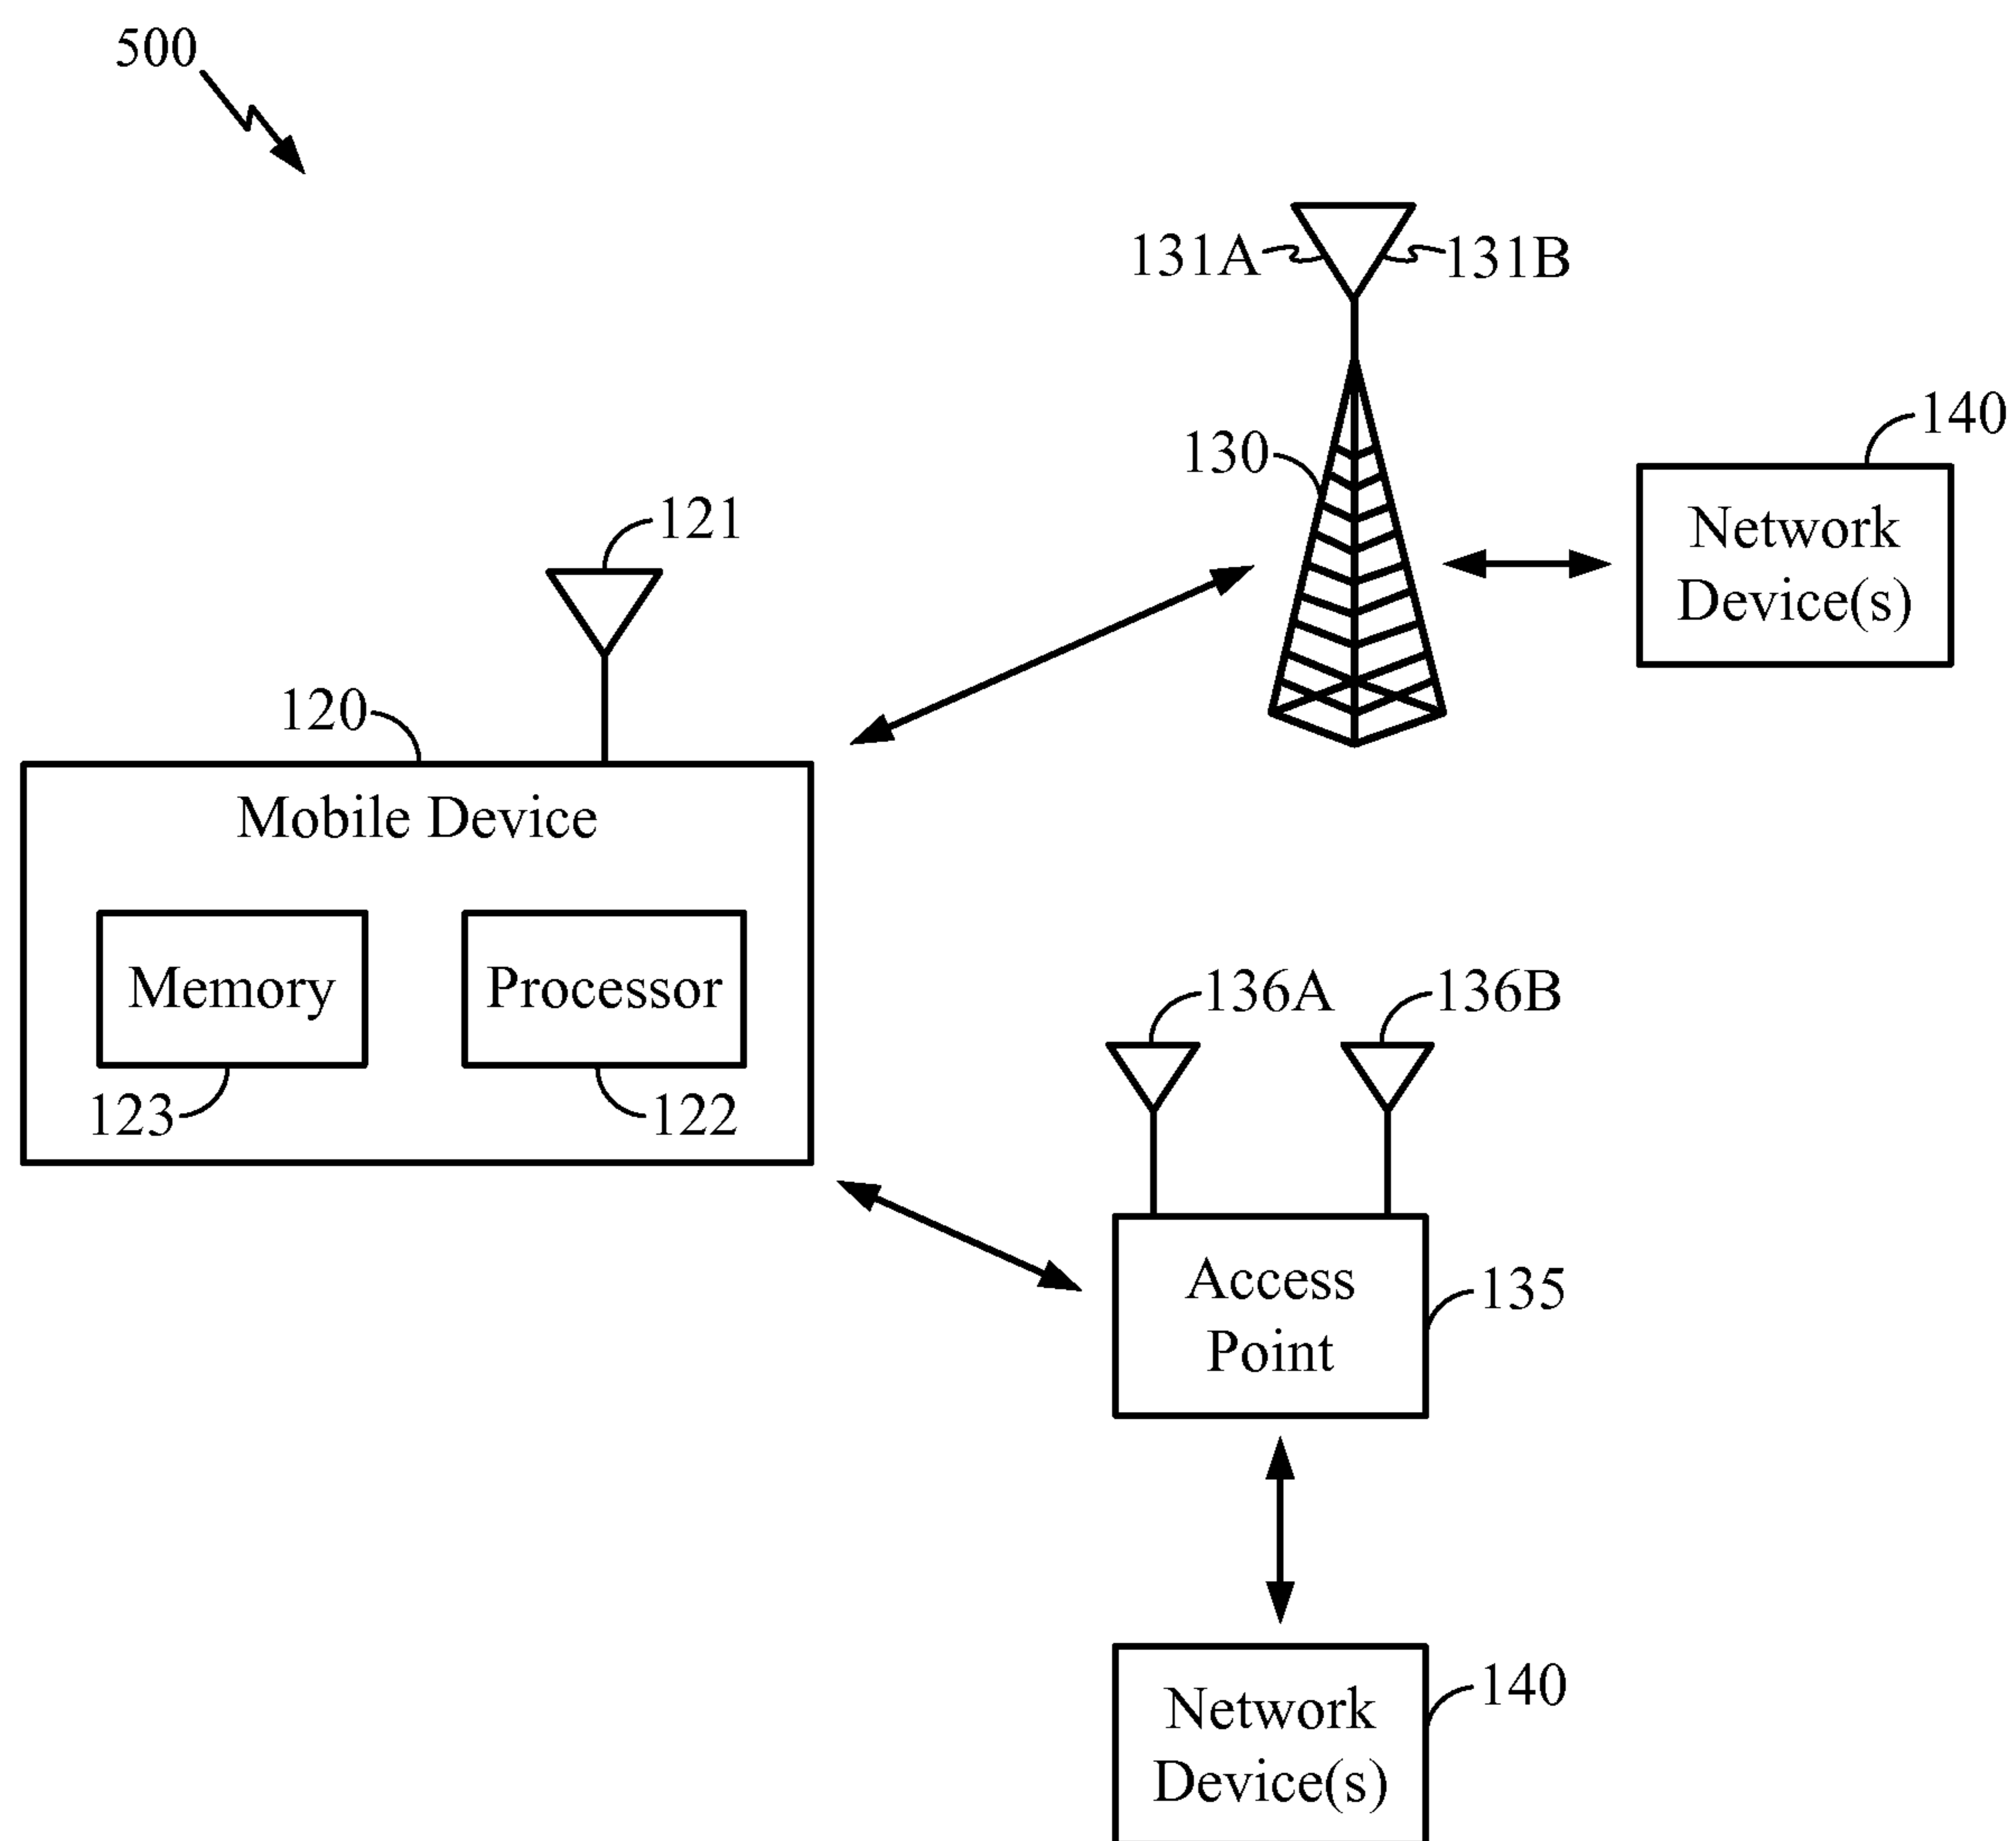 500
131A
131B
130
140
Network
Device(s)
121
120
Mobile Device
Memory
Processor
123
122
136A
136B
Access
Point
135
Network
Device(s)
140